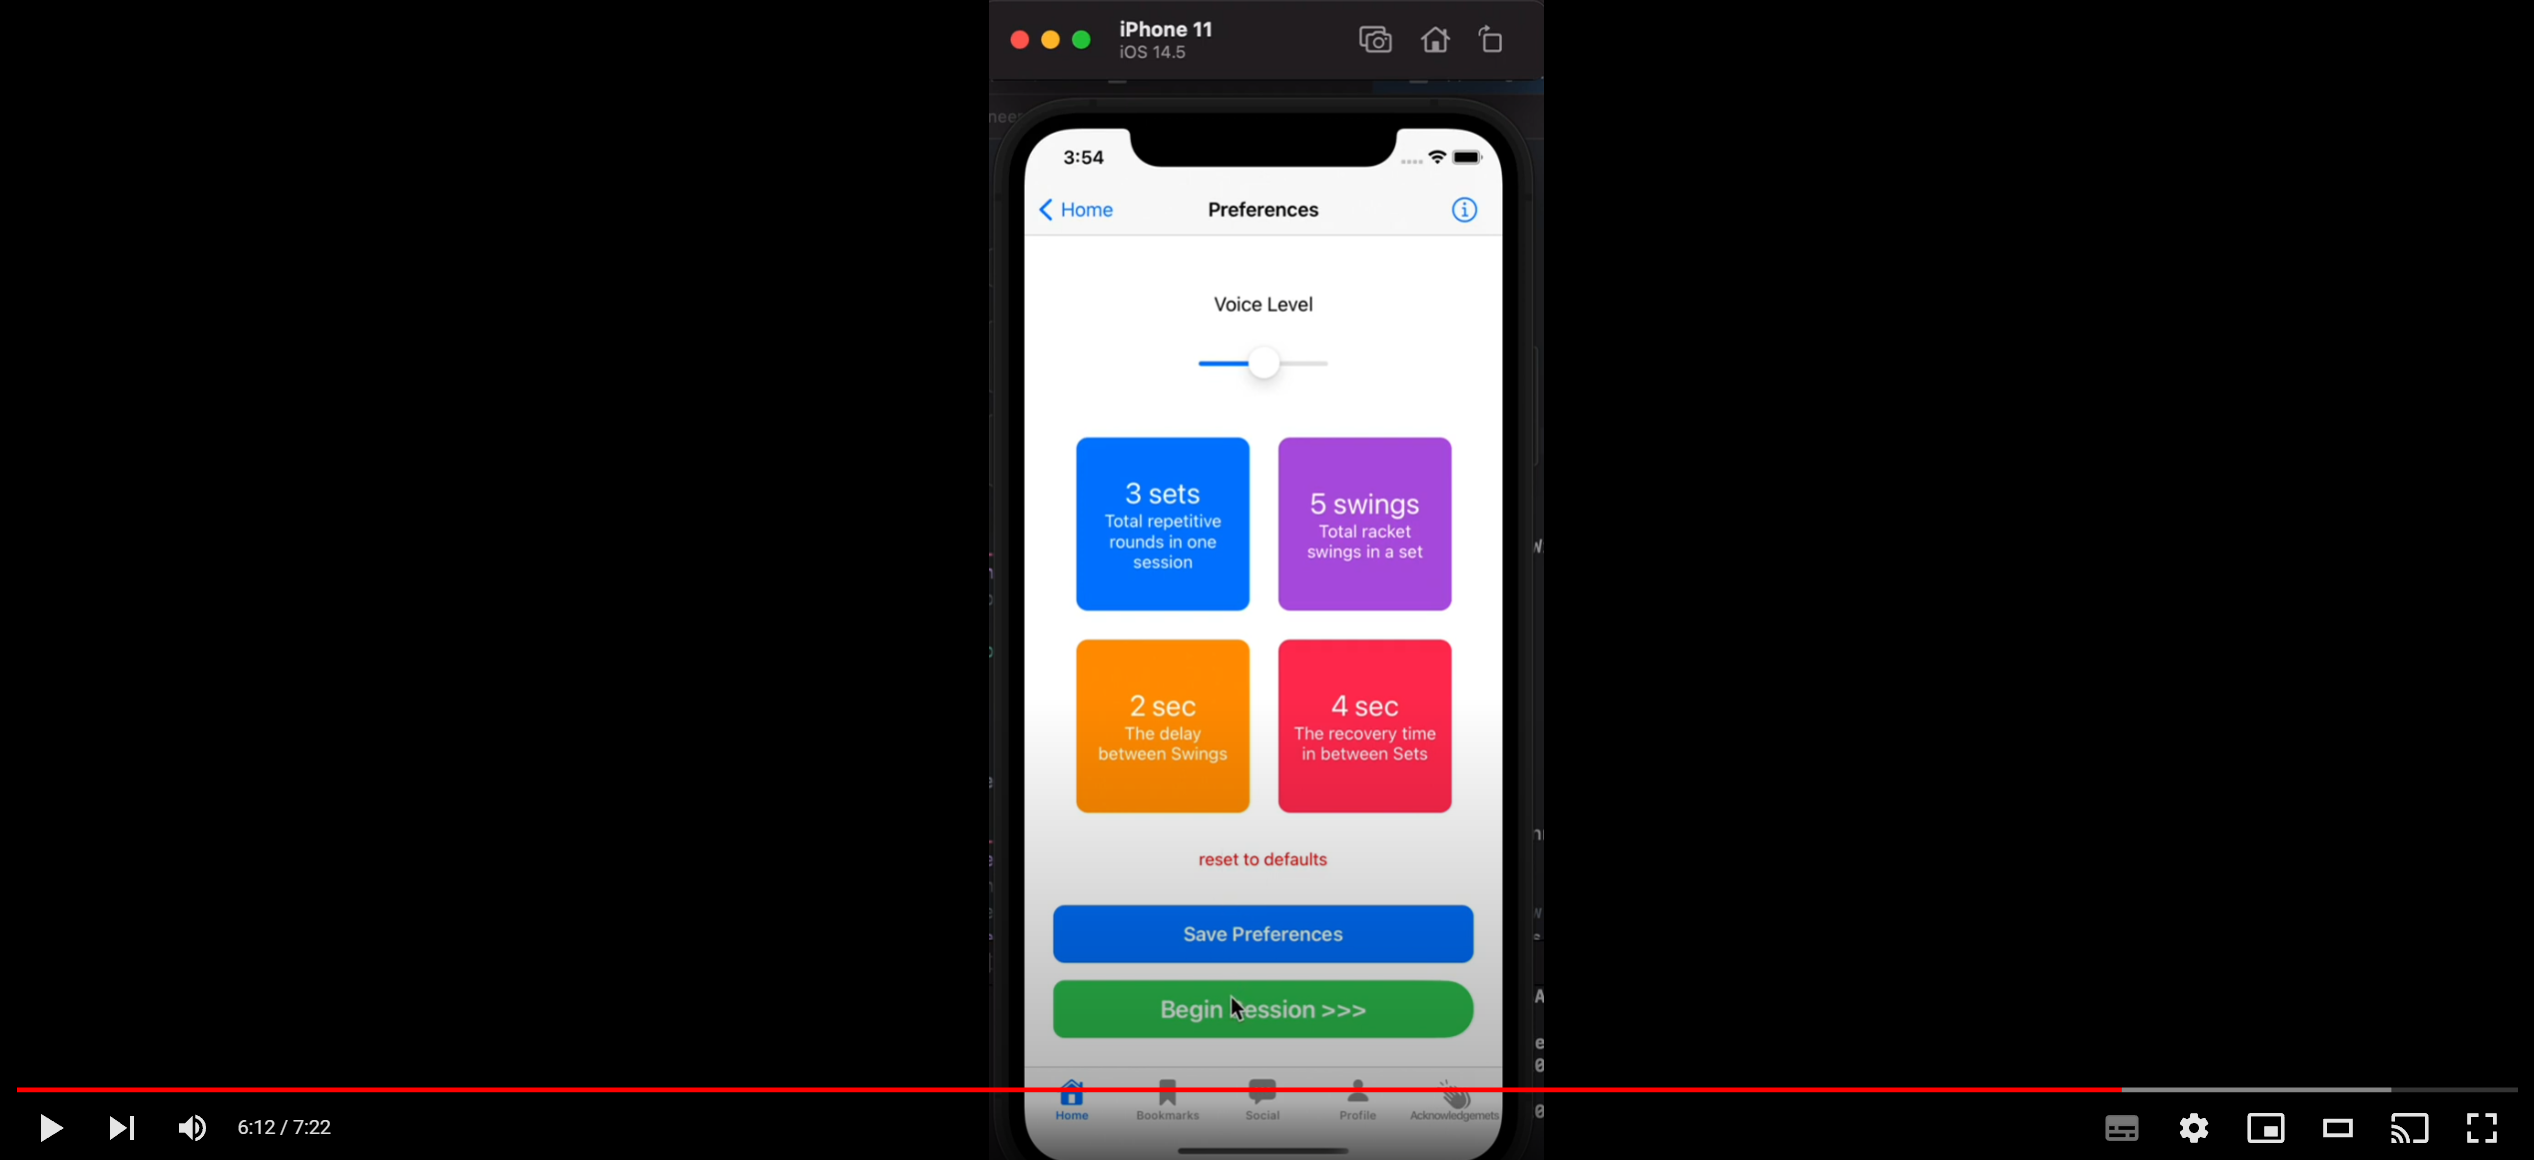 iPhone 11
iOS 14.5
3:54
Home
Preferences
Voice Level
3 sets
Total repetitive
rounds in one
session
5 swings
Total racket
swings in a set
2 sec
The delay
between Swings
4 sec
The recovery time
in between Sets
reset to defaults
Save Preferences
Begin Session >>>
Home
Bookmarks
Social
Profile
Acknowledgemets
6:12 / 7:22